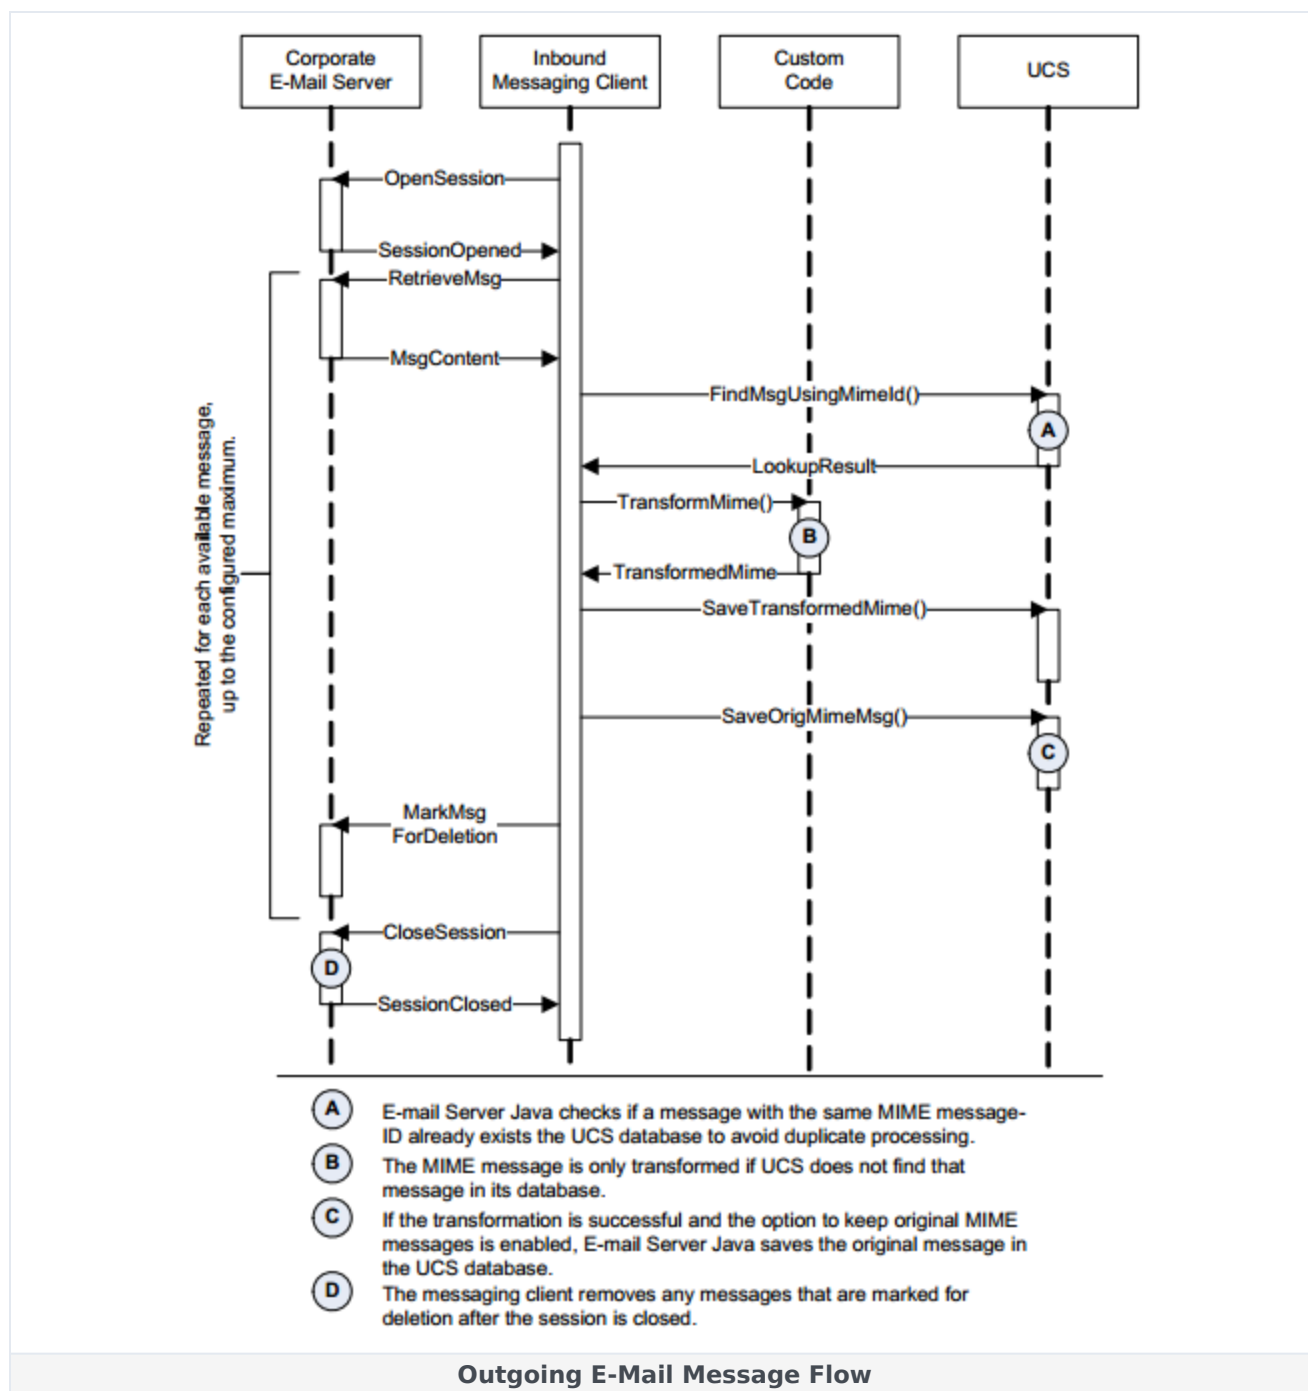 Corporate
E-Mail Server
Inbound
Messaging Client
Custom
Code
UCS
OpenSession
SessionOpened
RetrieveMsg
MsgContent
FindMsgUsingMimeId()
A
LookupResult
TransformMime()
B
TransformedMime
SaveTransformedMime()
SaveOrigMimeMsg()
C
MarkMsg
ForDeletion
CloseSession
D
SessionClosed
Repeated for each available message,
up to the configured maximum.
A
E-mail Server Java checks if a message with the same MIME message-
ID already exists the UCS database to avoid duplicate processing.
B
The MIME message is only transformed if UCS does not find that
message in its database.
C
If the transformation is successful and the option to keep original MIME
messages is enabled, E-mail Server Java saves the original message in
the UCS database.
D
The messaging client removes any messages that are marked for
deletion after the session is closed.
Outgoing E-Mail Message Flow